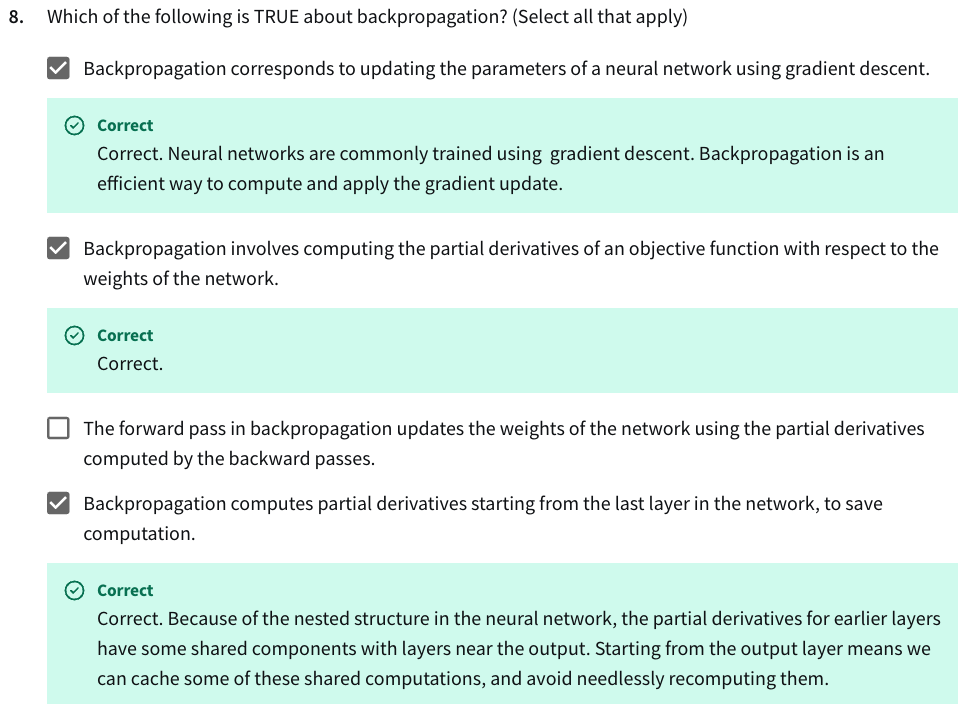 8. Which of the following is TRUE about backpropagation? (Select all that apply)
Backpropagation corresponds to updating the parameters of a neural network using gradient descent.
Correct
Correct. Neural networks are commonly trained using  gradient descent. Backpropagation is an
efficient way to compute and apply the gradient update.
Backpropagation involves computing the partial derivatives of an objective function with respect to the
weights of the network.
Correct
Correct.
The forward pass in backpropagation updates the weights of the network using the partial derivatives
computed by the backward passes.
Backpropagation computes partial derivatives starting from the last layer in the network, to save
computation.
Correct
Correct. Because of the nested structure in the neural network, the partial derivatives for earlier layers
have some shared components with layers near the output. Starting from the output layer means we
can cache some of these shared computations, and avoid needlessly recomputing them.